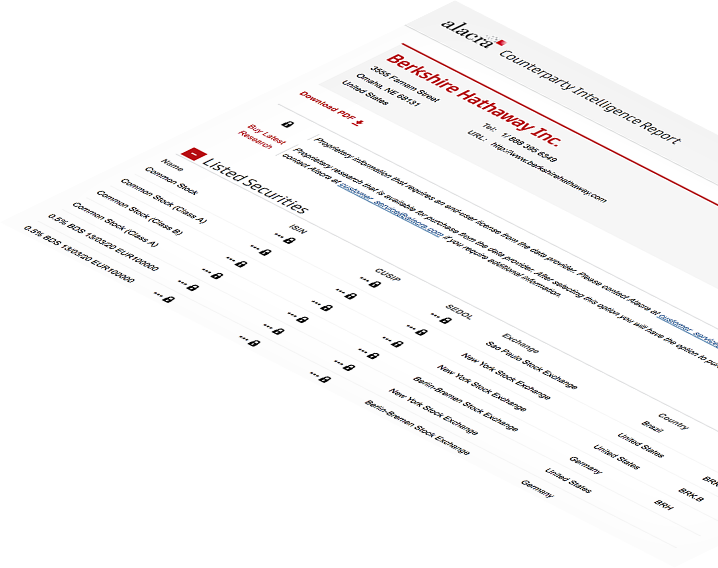 alacra Counterparty Intelligence Report
Berkshire Hathaway Inc.
3555 Farnam Street
Omaha, NE 68131
United States
Tel: 1/ 888 395 6349
URL: http://www.berkshirehathaway.com
Download PDF
Proprietary information that requires an end-user license from the data provider. Please contact Alacra at customer_service
Buy Latest Research
Proprietary research that is available for purchase from the data provider. After selecting this option you will have the option to
contact Alacra at customer_service@alacra.com if you require additional information.
Listed Securities
Name ISIN CUSIP SEDOL Exchange Country
Common Stock *** *** *** Sao Paulo Stock Exchange Brazil
Common Stock (Class A) *** *** *** New York Stock Exchange United States BRK
Common Stock (Class B) *** *** *** New York Stock Exchange United States BRK.B
Common Stock (Class A) *** *** *** Berlin-Bremen Stock Exchange Germany BRH
0.5% BDS 13/03/20 EUR100000 *** *** *** New York Stock Exchange United States
0.5% BDS 13/03/20 EUR100000 *** *** *** Berlin-Bremen Stock Exchange Germany